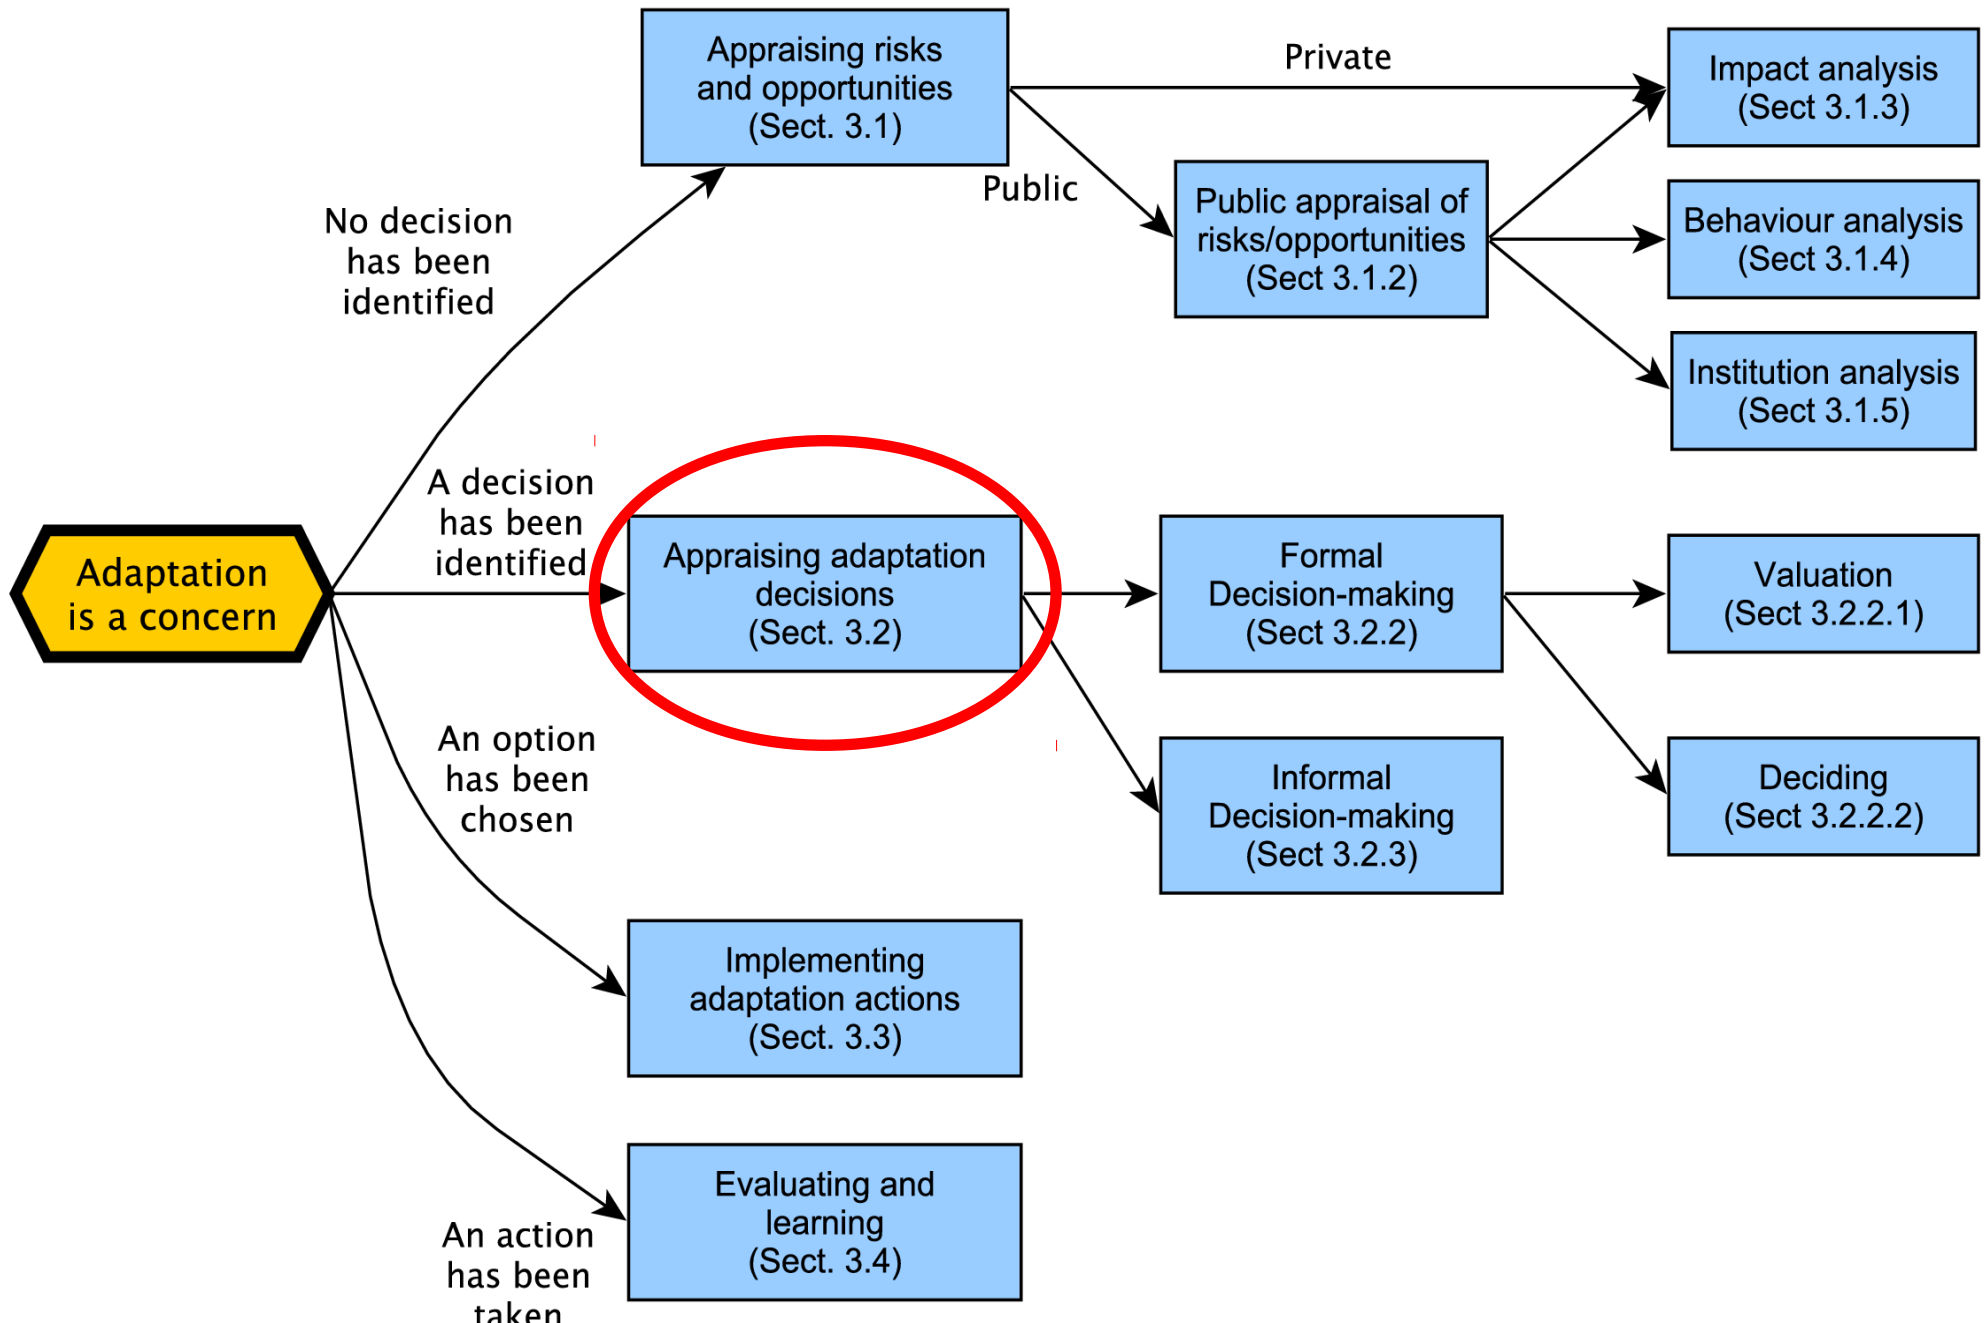 Appraising risks
and opportunities
(Sect. 3.1)
Private
Impact analysis
(Sect 3.1.3)
Public
Public appraisal of
risks/opportunities
(Sect 3.1.2)
Behaviour analysis
(Sect 3.1.4)
No decision
has been
identified
Institution analysis
(Sect 3.1.5)
A decision
has been
identified
Adaptation
is a concern
Appraising adaptation
decisions
(Sect. 3.2)
Formal
Decision-making
(Sect 3.2.2)
Valuation
(Sect 3.2.2.1)
An option
has been
chosen
Informal
Decision-making
(Sect 3.2.3)
Deciding
(Sect 3.2.2.2)
Implementing
adaptation actions
(Sect. 3.3)
Evaluating and
learning
(Sect. 3.4)
An action
has been
taken